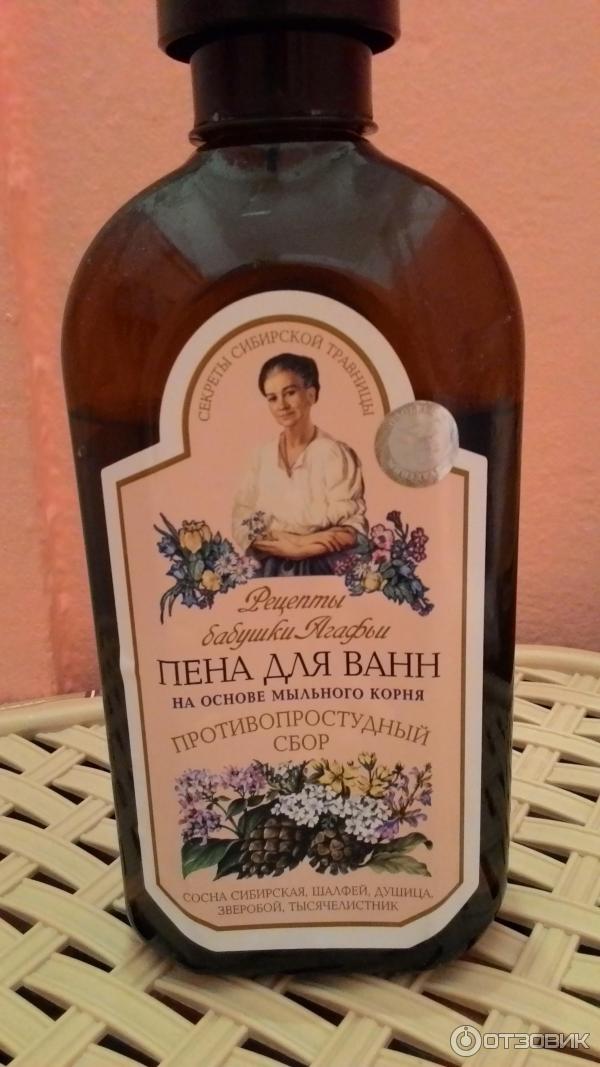 СЕКРЕТЫ СИБИРСКОЙ ТРАВНИЦЫ
Рецепты
бабушки Агафьи
ПЕНА ДЛЯ ВАНН
НА ОСНОВЕ МЫЛЬНОГО КОРНЯ
ПРОТИВОПРОСТУДНЫЙ
СБОР
СОСНА СИБИРСКАЯ, ШАЛФЕЙ, ДУШИЦА,
ЗВЕРОБОЙ, ТЫСЯЧЕЛИСТНИК
ОТЗОВИК